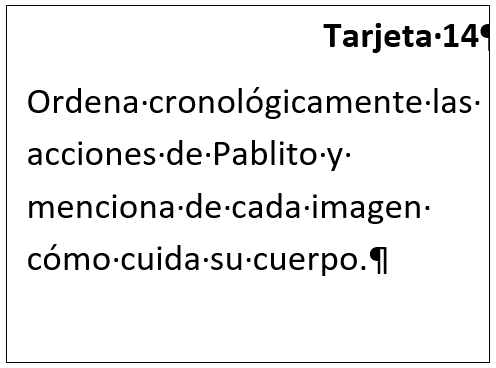 Tarjeta·14¶
Ordena·cronológicamente·las·
acciones·de·Pablito·y·
menciona·de·cada·imagen·
cómo·cuida·su·cuerpo.¶